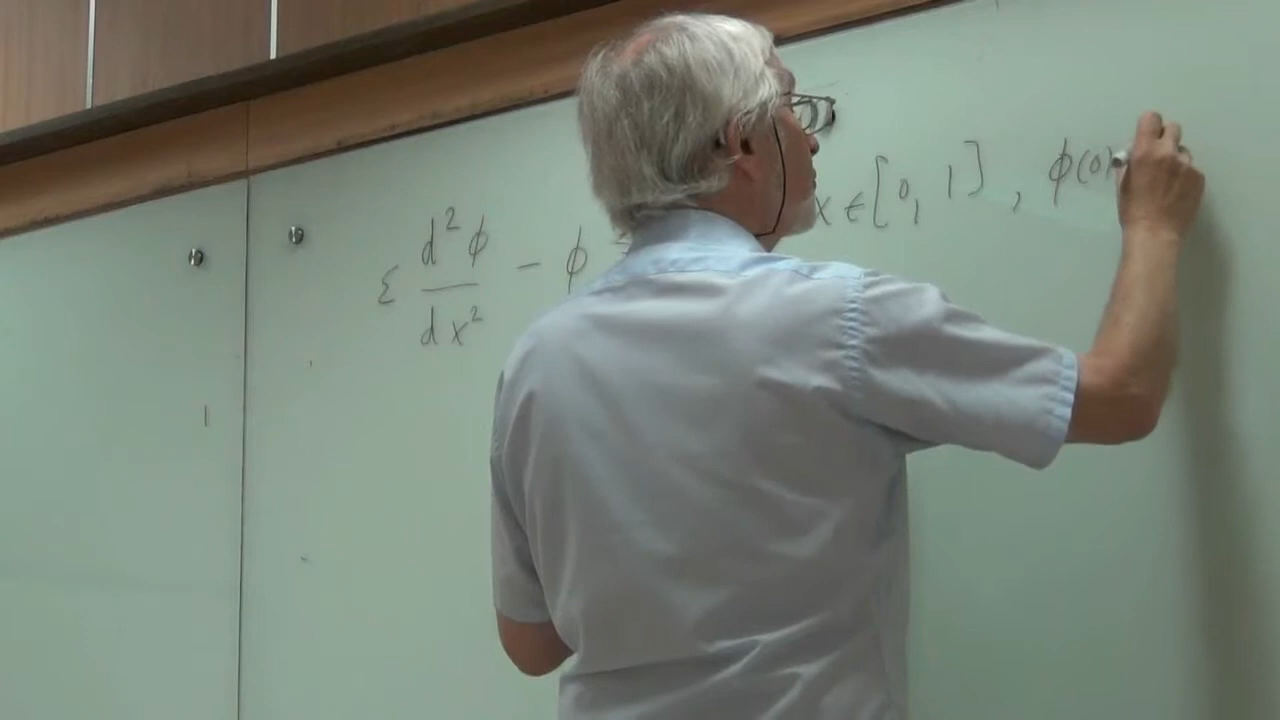 ε d²ϕ/dx² - ϕ x ∈ [0, 1], ϕ(0)